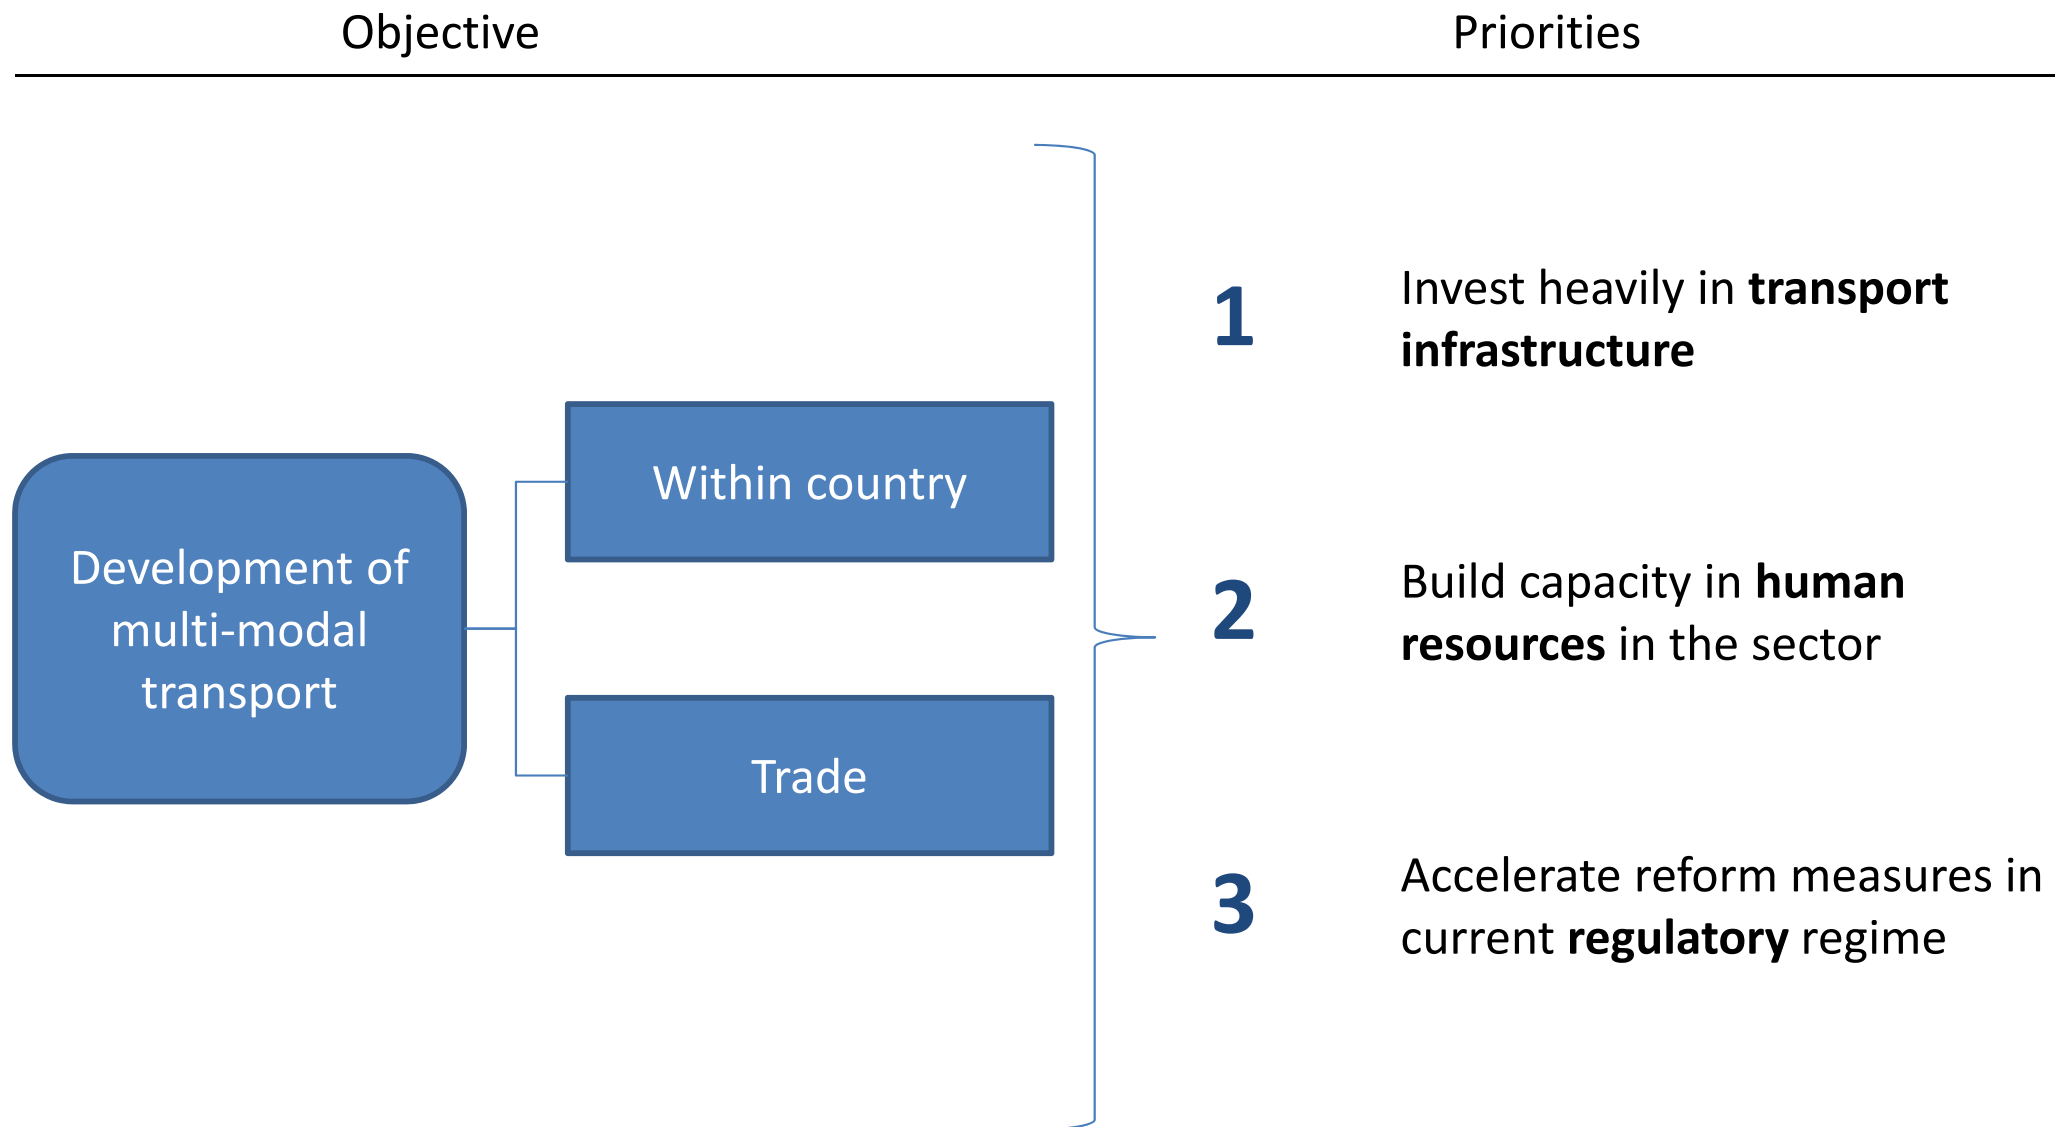 Objective
Priorities
Development of
multi-modal
transport
Within country
Trade
1
Invest heavily in transport
infrastructure
2
Build capacity in human
resources in the sector
3
Accelerate reform measures in
current regulatory regime